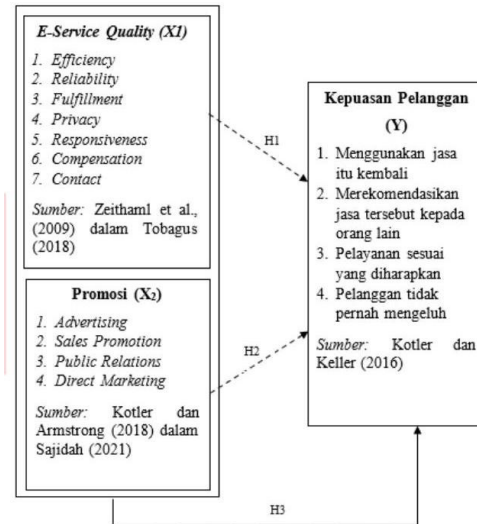 E-Service Quality (X1)
1. Efficiency
2. Reliability
3. Fulfillment
4. Privacy
5. Responsiveness
6. Compensation
7. Contact
Sumber: Zeithaml et al.,
(2009) dalam Tobagus
(2018)
Promosi (X2)
1. Advertising
2. Sales Promotion
3. Public Relations
4. Direct Marketing
Sumber: Kotler dan
Armstrong (2018) dalam
Sajidah (2021)
H1
H2
Kepuasan Pelanggan
(Y)
1. Menggunakan jasa
itu kembali
2. Merekomendasikan
jasa tersebut kepada
orang lain
3. Pelayanan sesuai
yang diharapkan
4. Pelanggan tidak
pernah mengeluh
Sumber: Kotler dan
Keller (2016)
H3